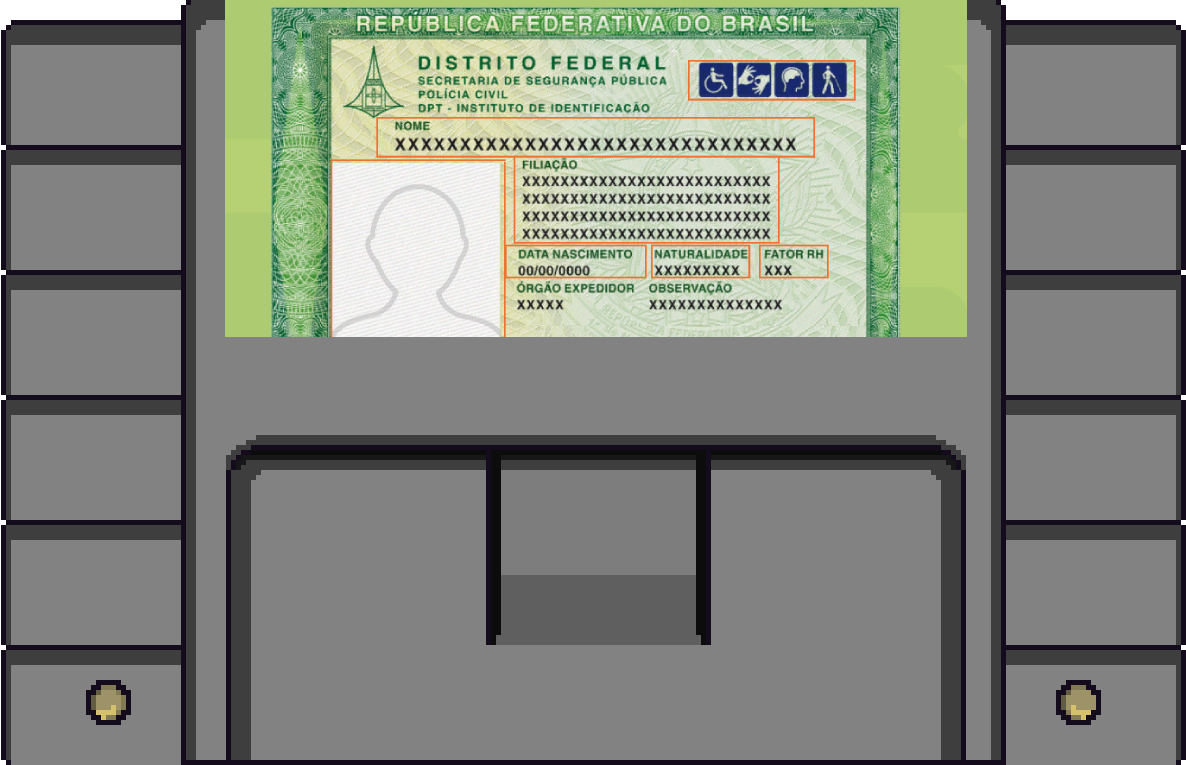 REPÚBLICA FEDERATIVA DO BRASIL
DISTRITO FEDERAL
SECRETARIA DE SEGURANÇA PÚBLICA
POLÍCIA CIVIL
DPT - INSTITUTO DE IDENTIFICAÇÃO
NOME
XXXXXXXXXXXXXXXXXXXXXXXXXXXXXXX
FILIAÇÃO
XXXXXXXXXXXXXXXXXXXXXXXXXX
XXXXXXXXXXXXXXXXXXXXXXXXXX
XXXXXXXXXXXXXXXXXXXXXXXXXX
XXXXXXXXXXXXXXXXXXXXXXXXXX
DATA NASCIMENTO NATURALIDADE FATOR RH
00/00/0000 XXXXXXXXX XXX
ÓRGÃO EXPEDIDOR OBSERVAÇÃO
XXXXX XXXXXXXXXXXXXX